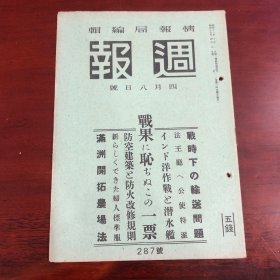 輯編局報情
報週
號日八月四
戰時下の輸送問題
法王廳へ公使特派
インド洋作戰と潛水艦
戰果に恥ぢぬこの一票
防空建築と防火改修規則
新らしくできた婦人標準服
滿洲開拓農場法
五錢
287號